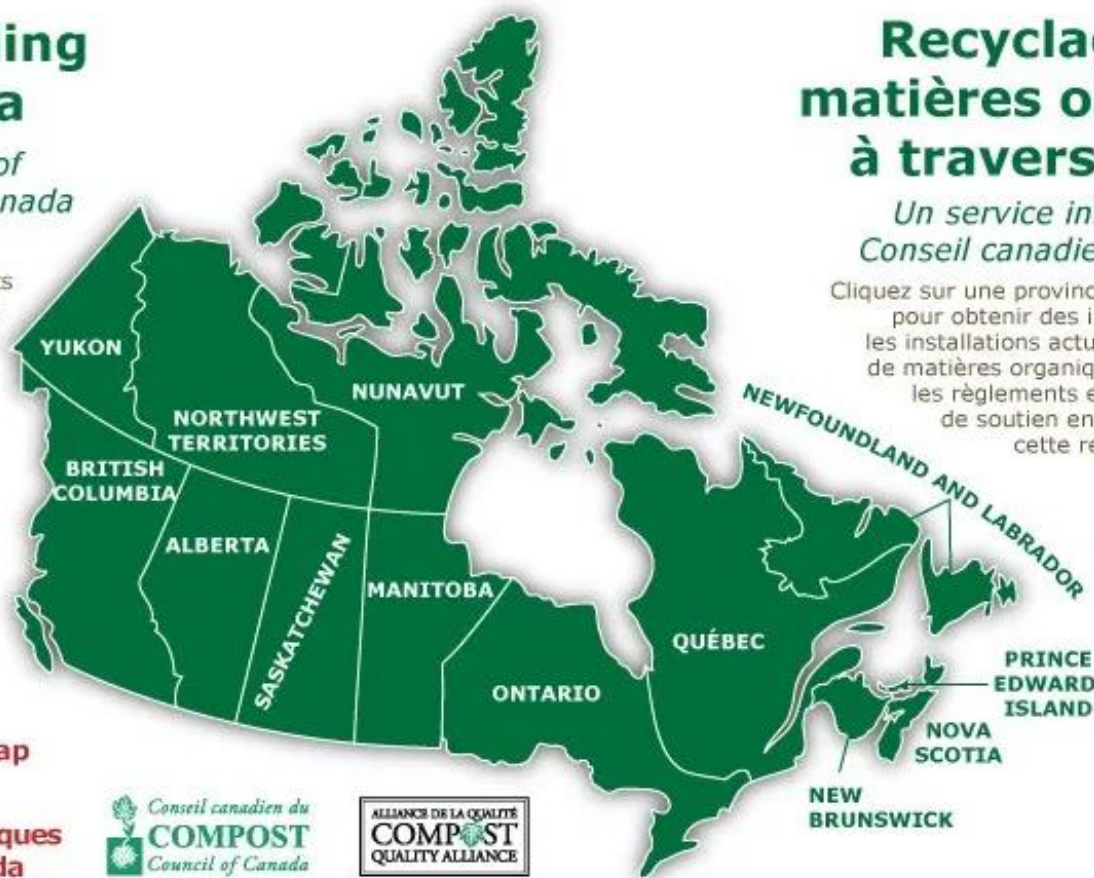 ing
a
of
nada
ts
Recyclag
matières o
à travers
Un service in
Conseil canadie
Cliquez sur une provinc
pour obtenir des i
les installations actu
de matières organiq
les règlements e
de soutien en
cette re
YUKON
NORTHWEST
TERRITORIES
NUNAVUT
BRITISH
COLUMBIA
ALBERTA
SASKATCHEWAN
MANITOBA
ONTARIO
QUÉBEC
NEWFOUNDLAND AND LABRADOR
PRINCE
EDWARD
ISLAND
NOVA
SCOTIA
NEW
BRUNSWICK
ap
ques
da
Conseil canadien du
COMPOST
Council of Canada
ALLIANCE DE LA QUALITÉ
COMPOST
QUALITY ALLIANCE